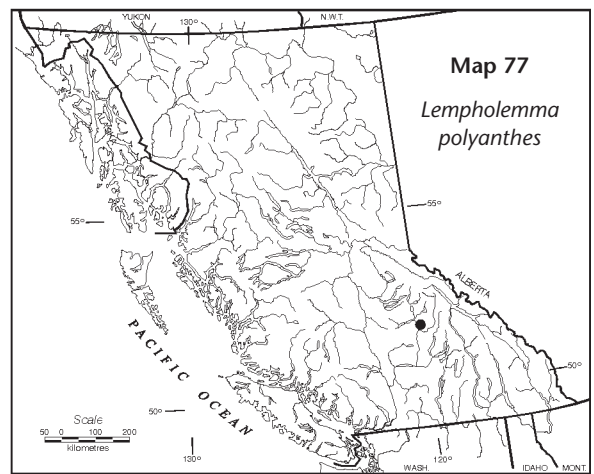 YUKON
N.W.T.
130°
Map 77
Lempholemma
polyanthes
55°
55°
ALBERTA
PACIFIC OCEAN
50°
50°
Scale
50 0 100 200
kilometres
130°
120°
WASH.
IDAHO
MONT.